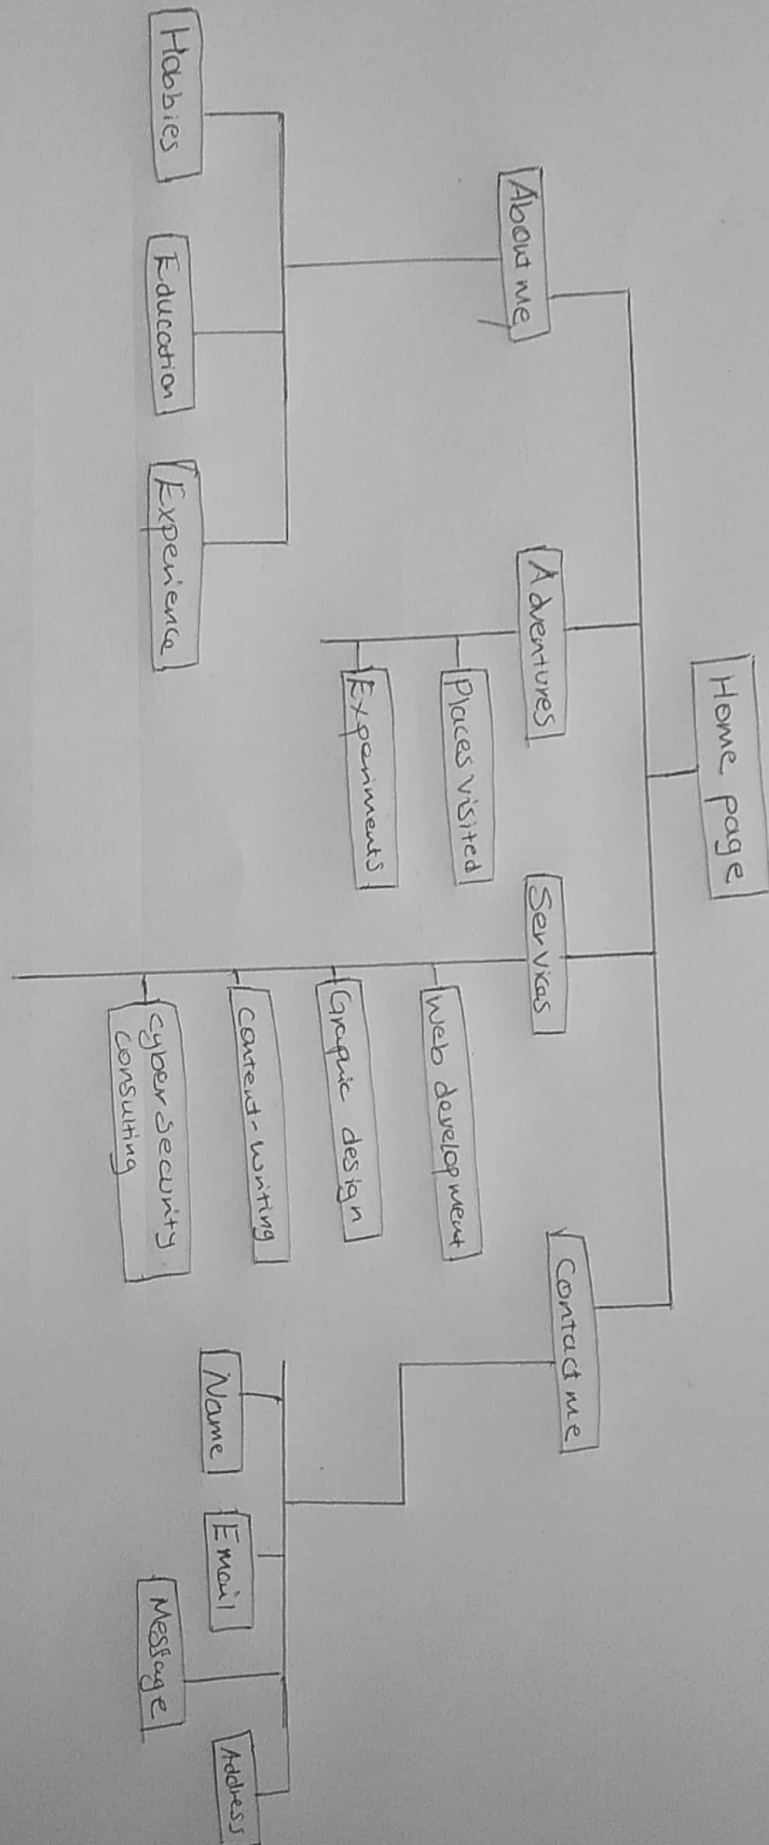 Home page
About me
Adventures
Services
Contact me
Hobbies
Education
Experience
Places visited
Experiments
Web development
Graphic design
Content-writing
Cyber Security
consulting
Name
Email
Message
Address